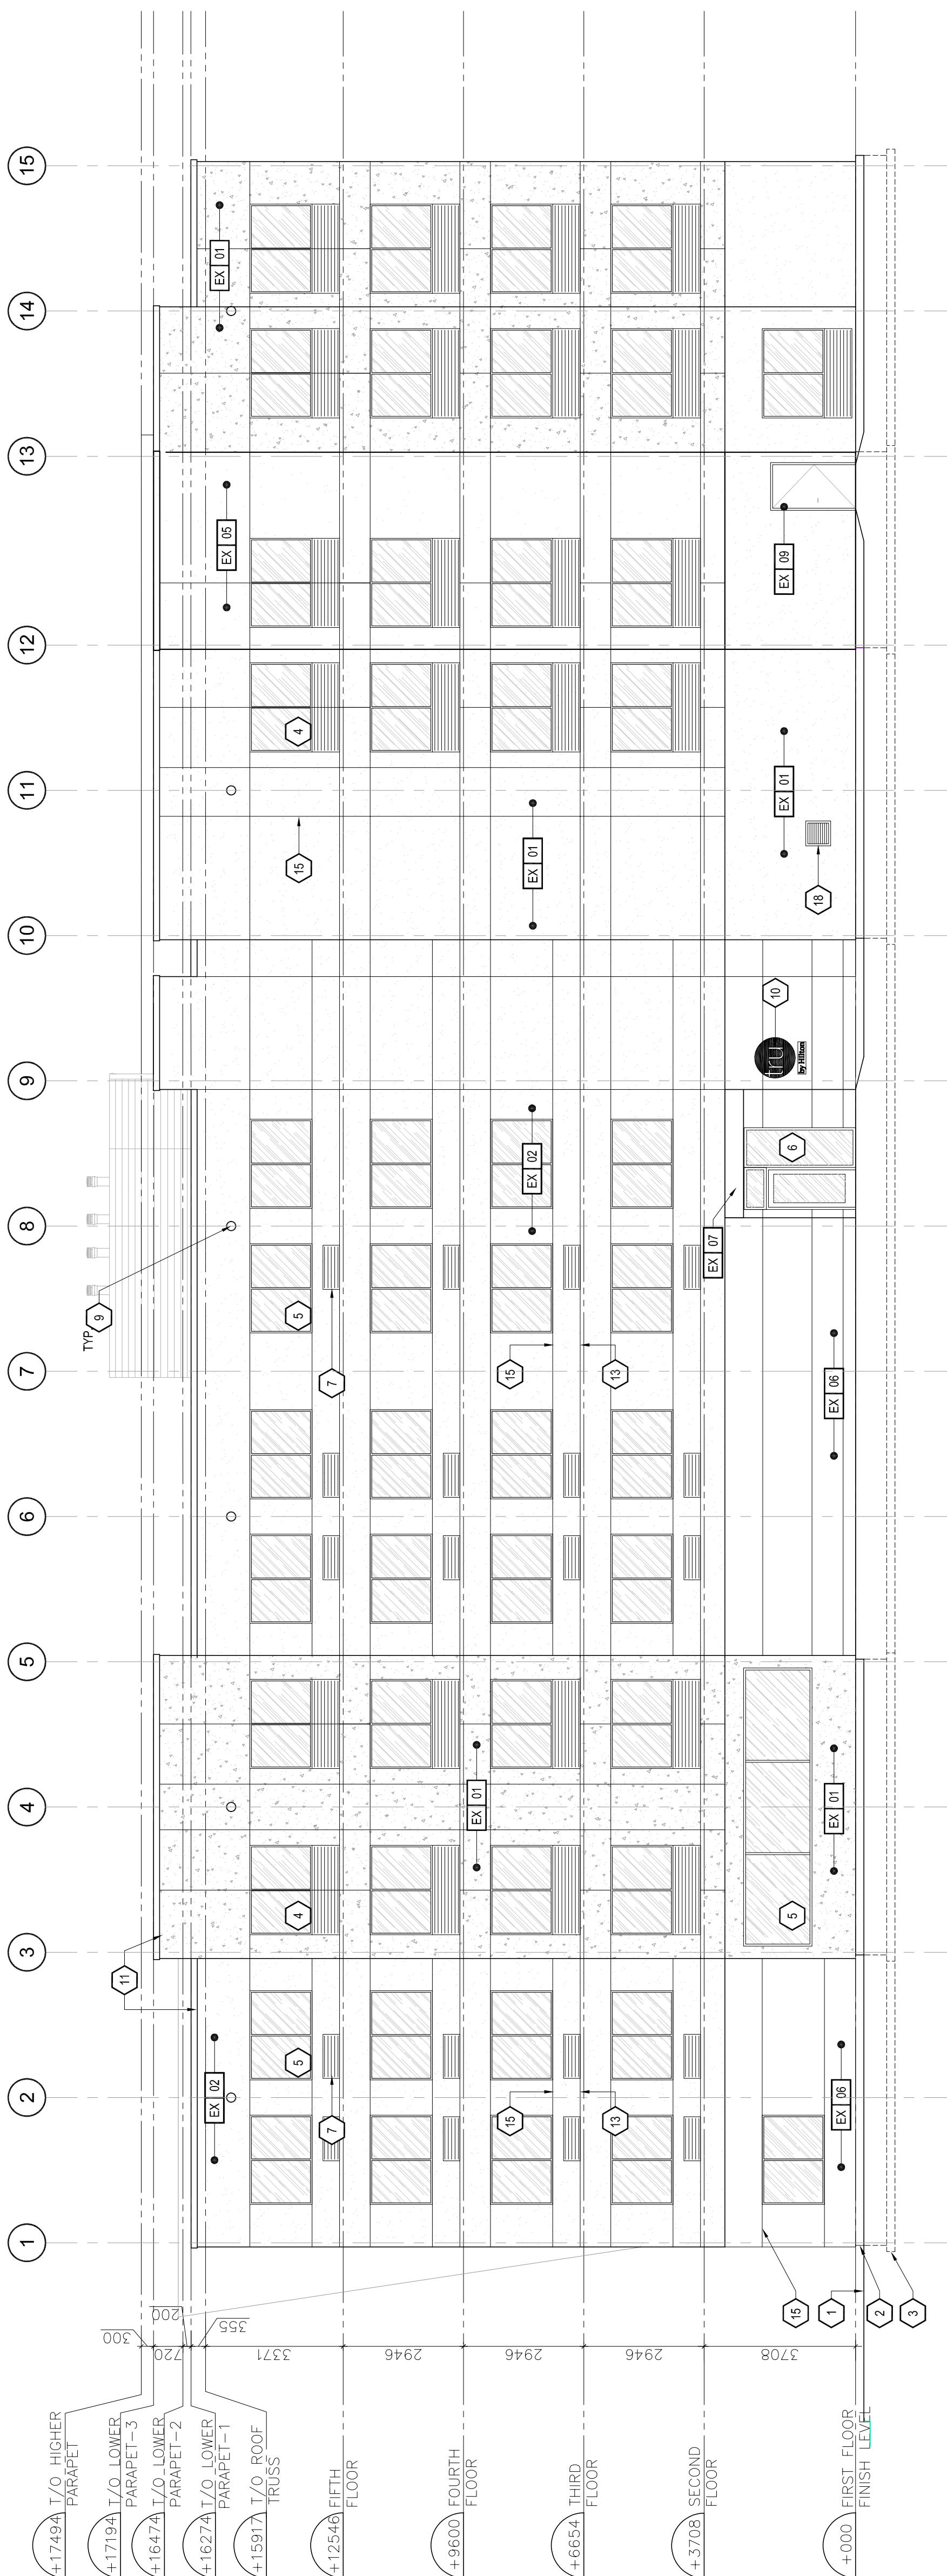 1
2
3
4
5
6
7
8
9
10
11
12
13
14
15
+17494 T/O HIGHER
PARAPET
+17194 T/O LOWER
PARAPET-3
+16474 T/O LOWER
PARAPET-2
+16274 T/O LOWER
PARAPET-1
+15917 T/O ROOF
TRUSS
+12546 FIFTH
FLOOR
+9600 FOURTH
FLOOR
+6654 THIRD
FLOOR
+3708 SECOND
FLOOR
+000 FIRST FLOOR
FINISH LEVEL
300
720
200
355
3371
2946
2946
2946
3708
11
TYP.
9
EX 02
EX 01
EX 05
5
4
5
4
15
7
7
EX 01
15
15
EX 02
EX 01
13
13
EX 07
tru
by Hilton
10
6
EX 01
EX 09
5
18
15
EX 06
EX 01
EX 06
1
2
3